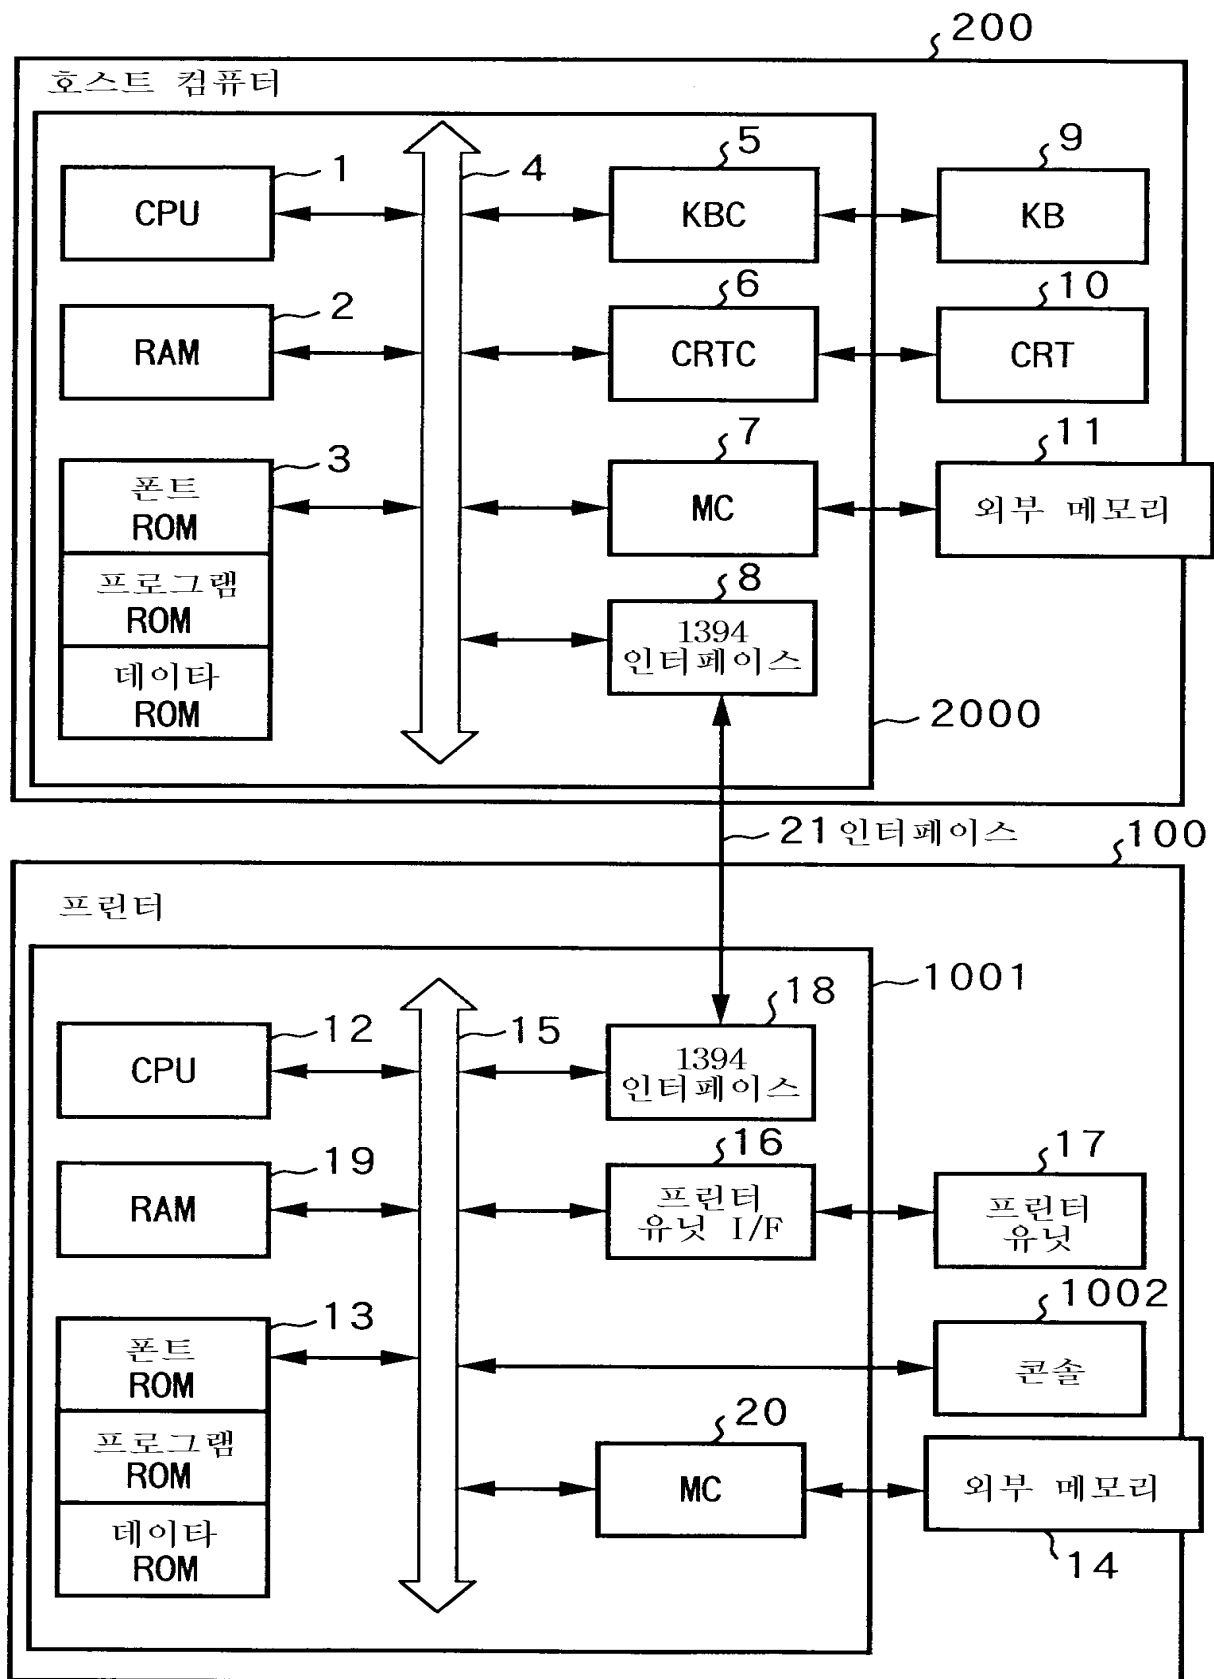 200
호스트 컴퓨터
1
CPU
4
5
KBC
9
KB
2
RAM
6
CRTC
10
CRT
3
폰트
ROM
프로그램
ROM
데이타
ROM
7
MC
11
외부 메모리
8
1394
인터페이스
2000
21 인터페이스
100
프린터
1001
12
CPU
15
18
1394
인터페이스
19
RAM
16
프린터
유닛 I/F
17
프린터
유닛
13
폰트
ROM
프로그램
ROM
데이타
ROM
1002
콘솔
20
MC
외부 메모리
14